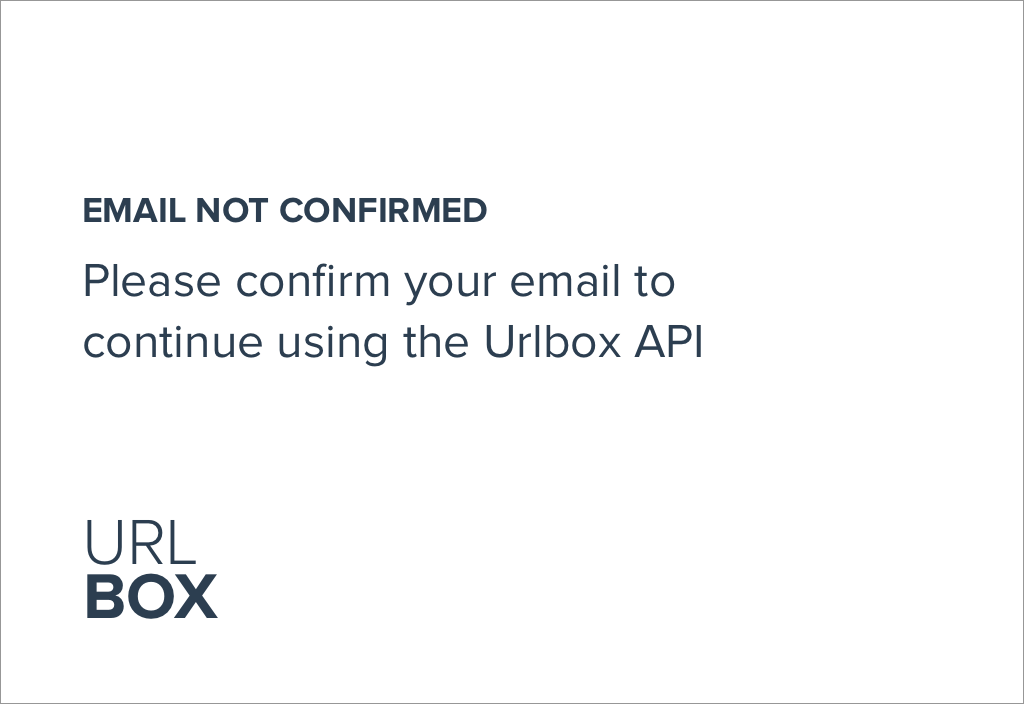 EMAIL NOT CONFIRMED
Please confirm your email to
continue using the Urlbox API
URL
BOX